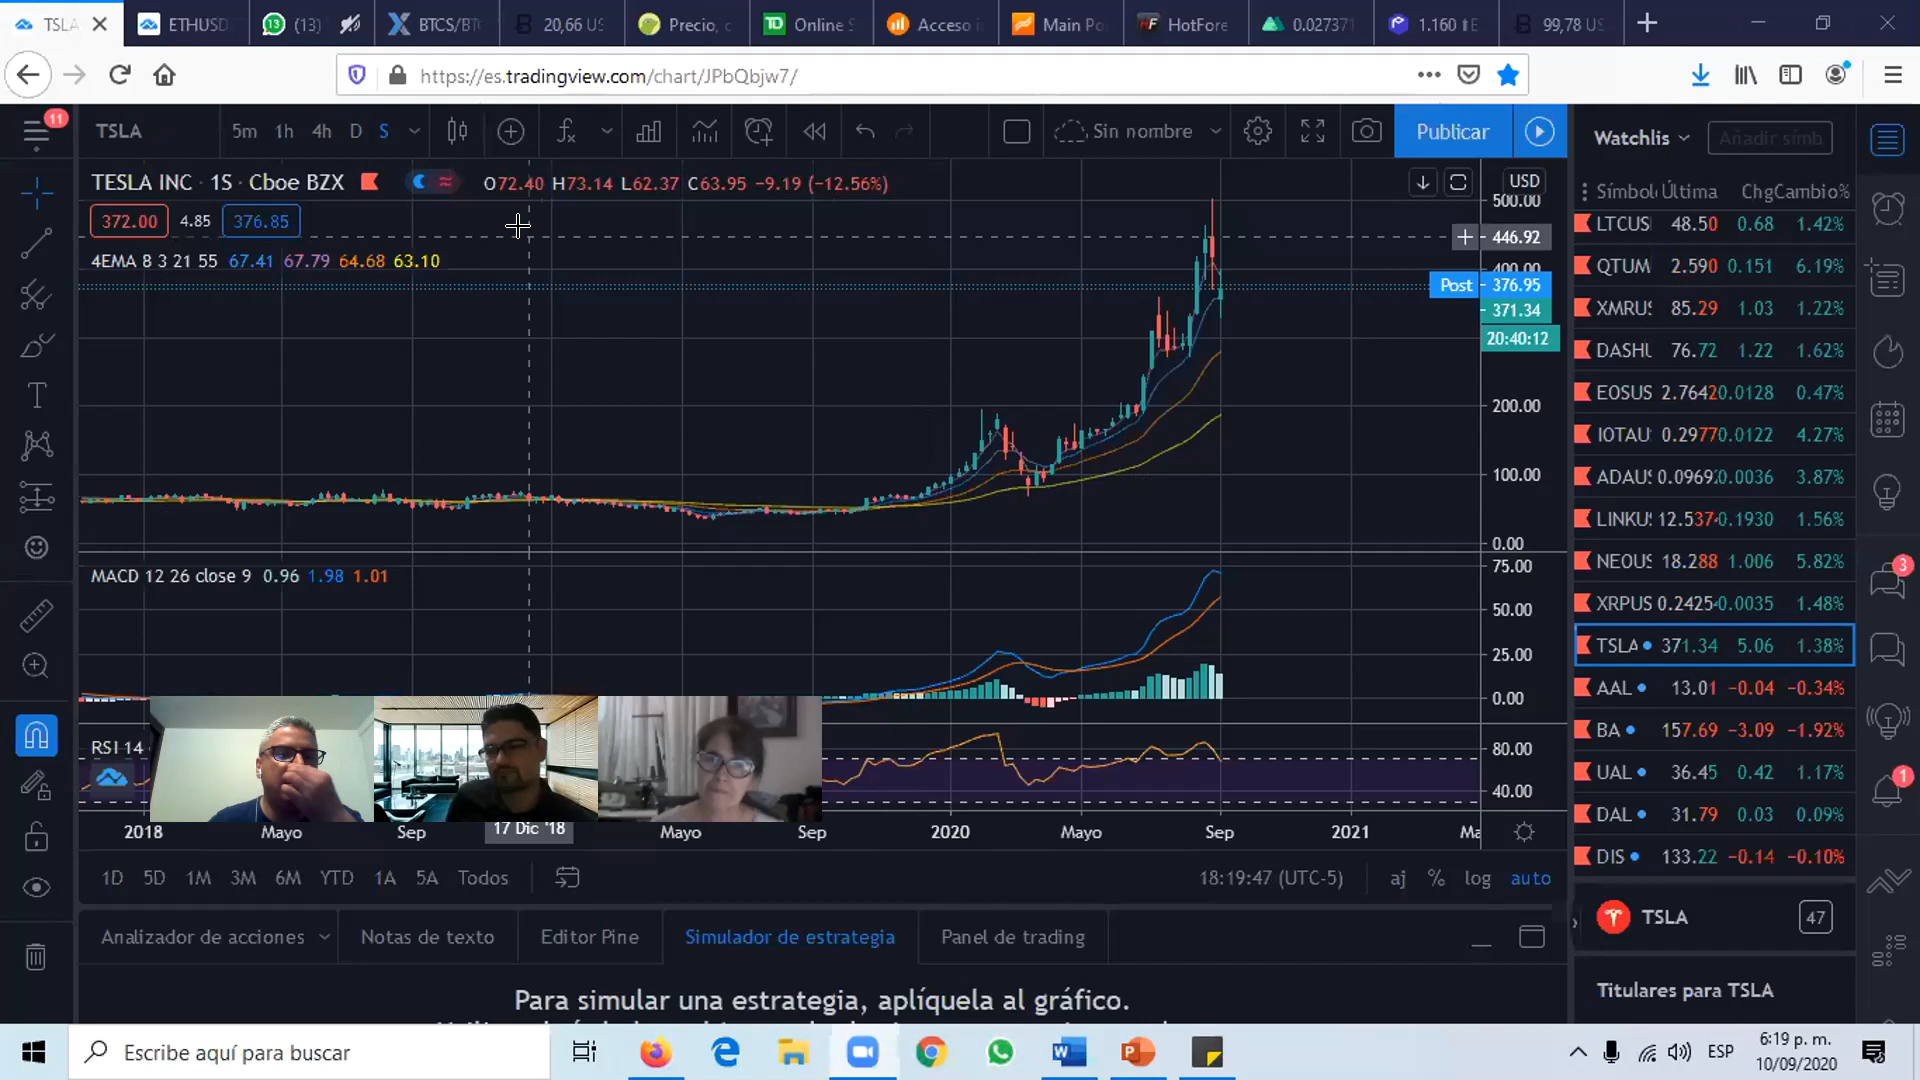 TSLA
ETHUSD
(13)
BTCS/BT
20,66 US
Precio, c
Online S
Acceso i
Main Po
HotFore
0.027371
1.160 t
99,78 US
https://es.tradingview.com/chart/JPbQbjw7/
11
TSLA
5m 1h 4h D S
Sin nombre
Publicar
TESLA INC · 1S · Cboe BZX
O72.40 H73.14 L62.37 C63.95 −9.19 (−12.56%)
USD
372.00 4.85 376.85
4EMA 8 3 21 55 67.41 67.79 64.68 63.10
500.00
446.92
400.00
Post 376.95
371.34
20:40:12
200.00
100.00
0.00
MACD 12 26 close 9 0.96 1.98 1.01
75.00
50.00
25.00
0.00
RSI 14
80.00
40.00
2018 Mayo Sep 17 Dic '18 Mayo Sep 2020 Mayo Sep 2021 Ma
1D 5D 1M 3M 6M YTD 1A 5A Todos
18:19:47 (UTC-5) aj % log auto
Analizador de acciones Notas de texto Editor Pine Simulador de estrategia Panel de trading
Para simular una estrategia, aplíquela al gráfico.
Watchlis
Añadir símb
Símbol Última Chg Cambio%
LTCUS 48.50 0.68 1.42%
QTUM 2.590 0.151 6.19%
XMRUS 85.29 1.03 1.22%
DASHU 76.72 1.22 1.62%
EOSUS 2.7642 0.0128 0.47%
IOTAU 0.2977 0.0122 4.27%
ADAUS 0.0969 0.0036 3.87%
LINKUS 12.537 0.1930 1.56%
NEOUS 18.288 1.006 5.82%
XRPUS 0.2425 0.0035 1.48%
TSLA 371.34 5.06 1.38%
AAL 13.01 −0.04 −0.34%
BA 157.69 −3.09 −1.92%
UAL 36.45 0.42 1.17%
DAL 31.79 0.03 0.09%
DIS 133.22 −0.14 −0.10%
TSLA 47
Titulares para TSLA
3
1
Escribe aquí para buscar
ESP
6:19 p. m.
10/09/2020